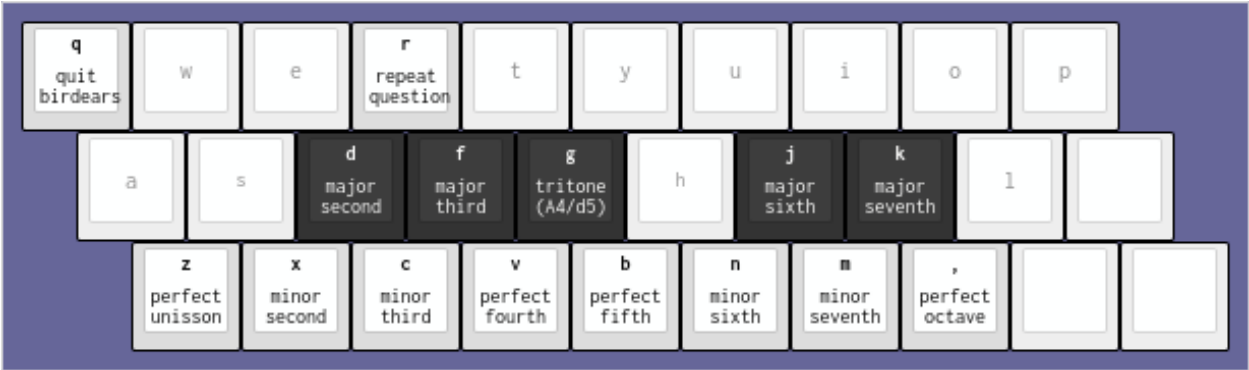 q
quit
birdears
w
e
r
repeat
question
t
y
u
i
o
p
a
s
d
major
second
f
major
third
g
tritone
(A4/d5)
h
j
major
sixth
k
major
seventh
l
z
perfect
unisson
x
minor
second
c
minor
third
v
perfect
fourth
b
perfect
fifth
n
minor
sixth
m
minor
seventh
,
perfect
octave